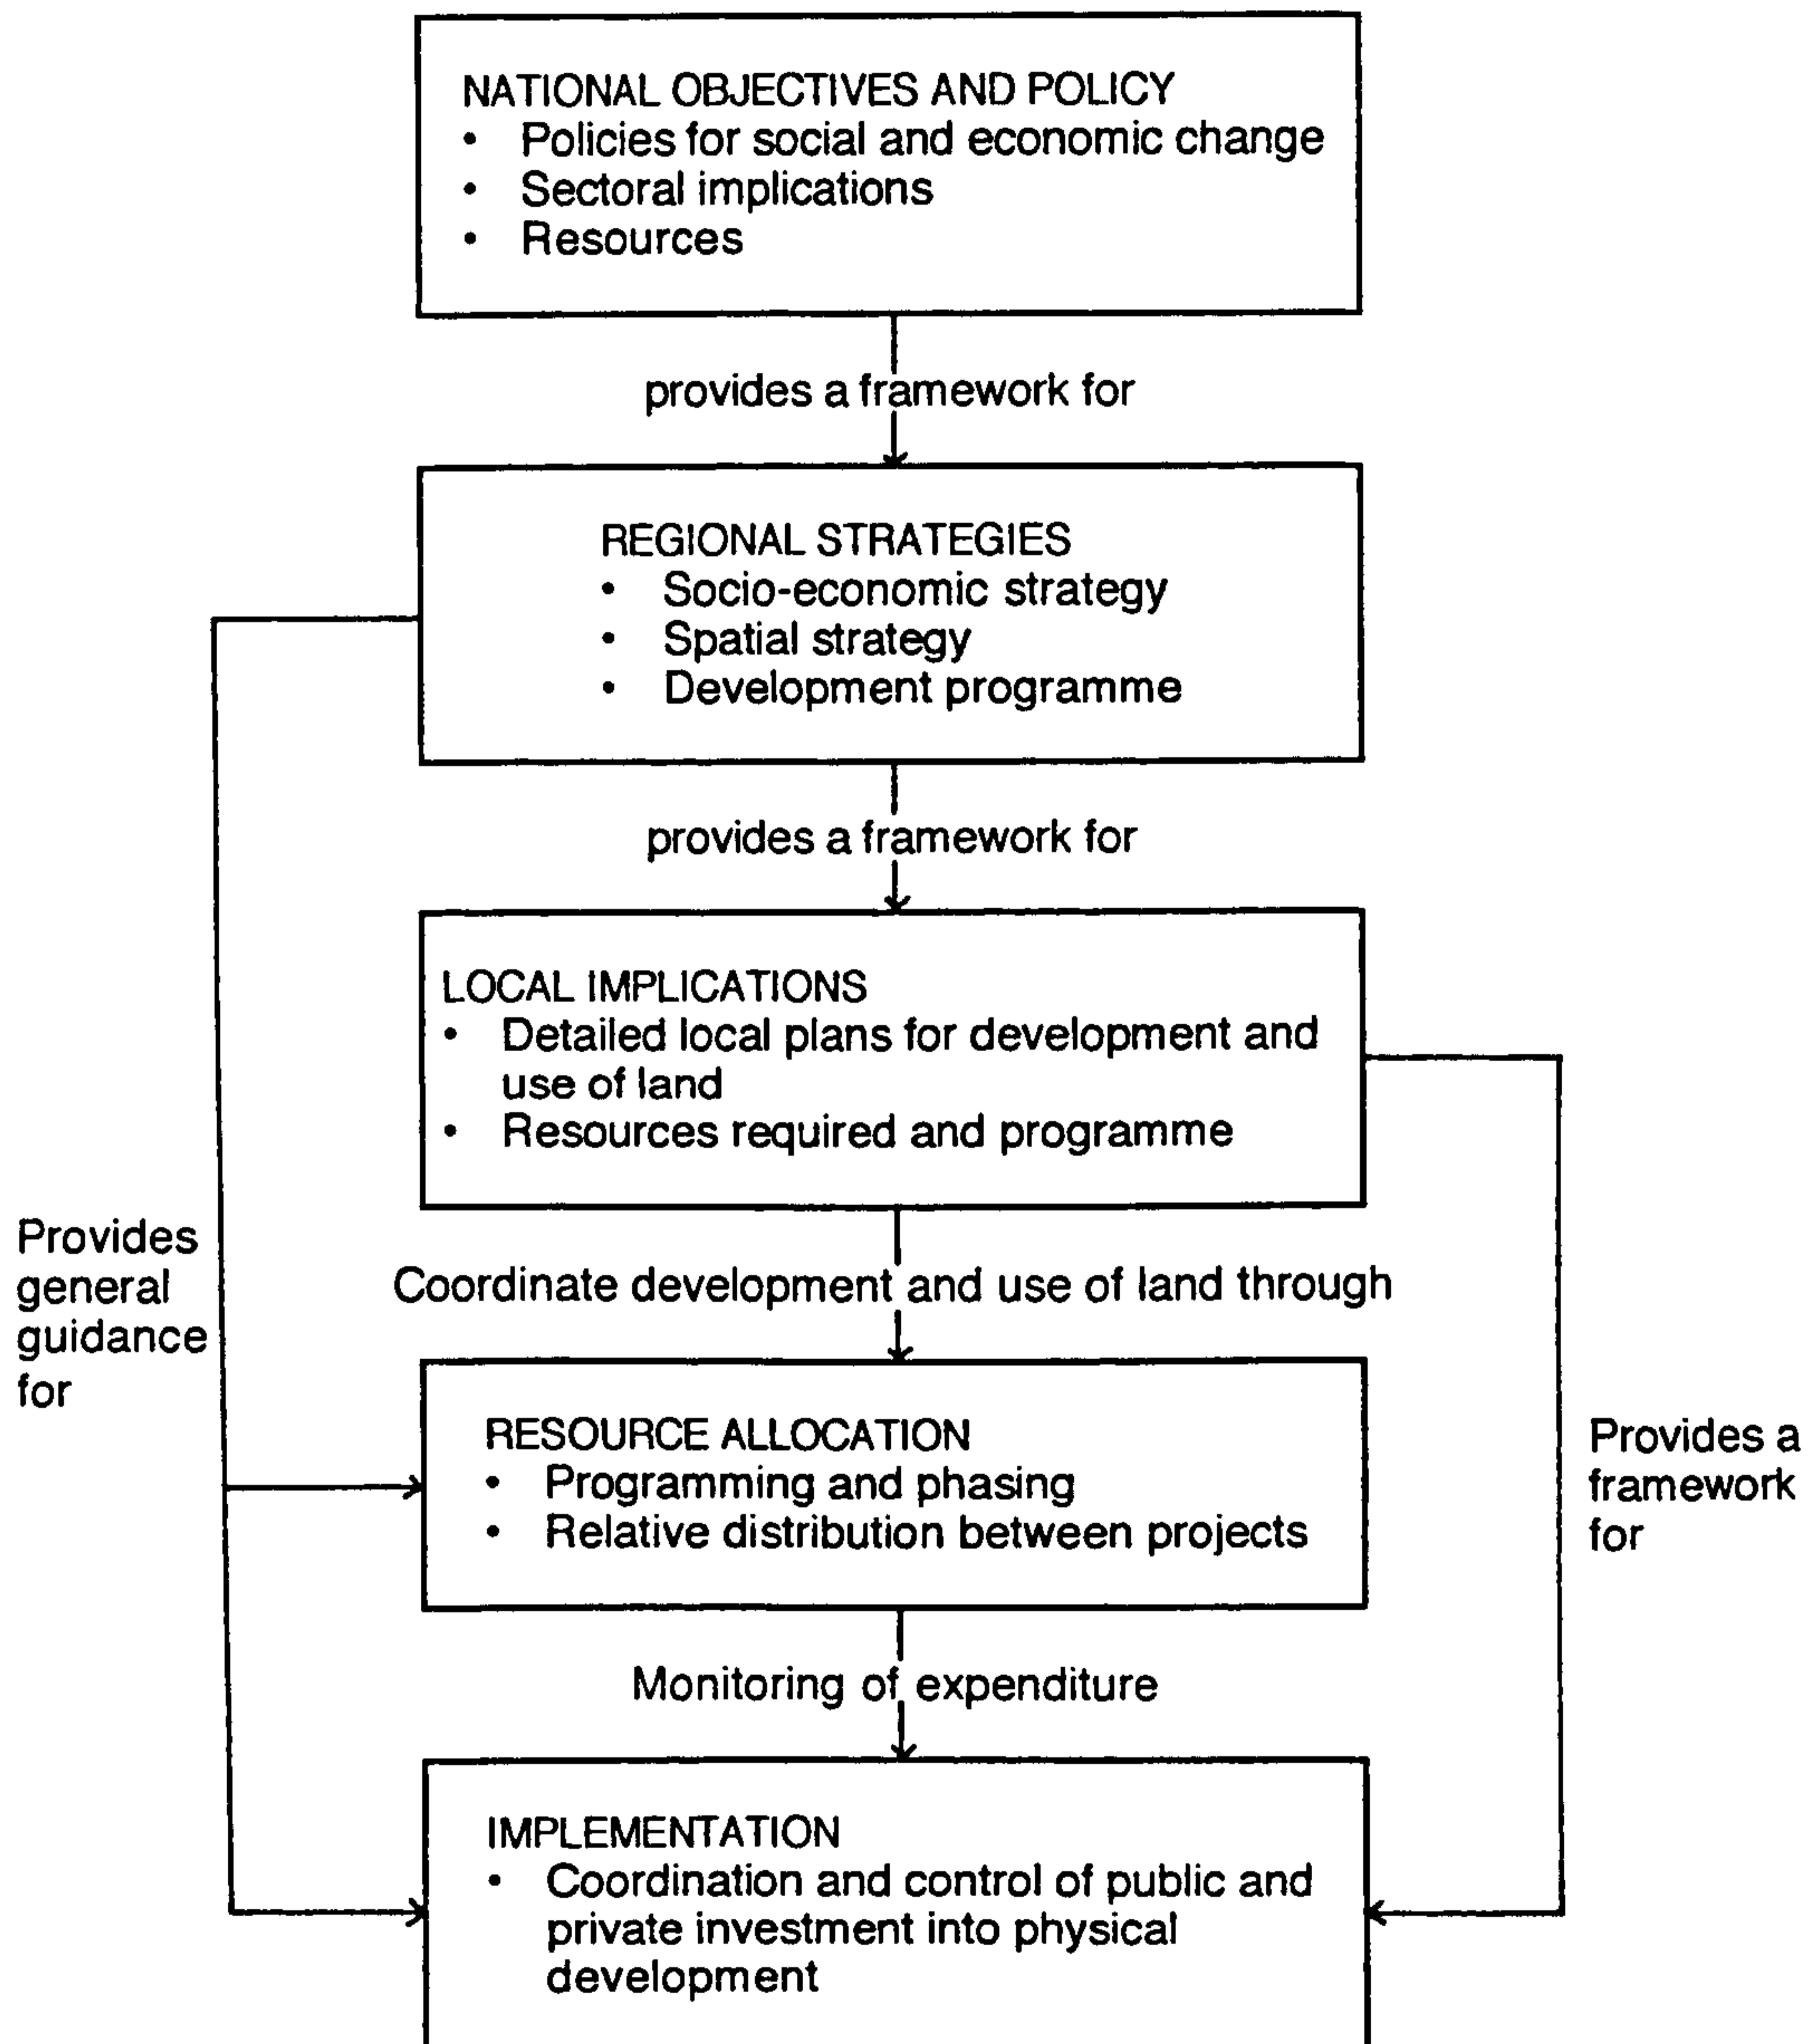 NATIONAL OBJECTIVES AND POLICY
• Policies for social and economic change
• Sectoral implications
• Resources
provides a framework for
REGIONAL STRATEGIES
• Socio-economic strategy
• Spatial strategy
• Development programme
provides a framework for
LOCAL IMPLICATIONS
• Detailed local plans for development and
use of land
• Resources required and programme
Provides
general
guidance
for
Coordinate development and use of land through
RESOURCE ALLOCATION
• Programming and phasing
• Relative distribution between projects
Provides a
framework
for
Monitoring of expenditure
IMPLEMENTATION
• Coordination and control of public and
private investment into physical
development